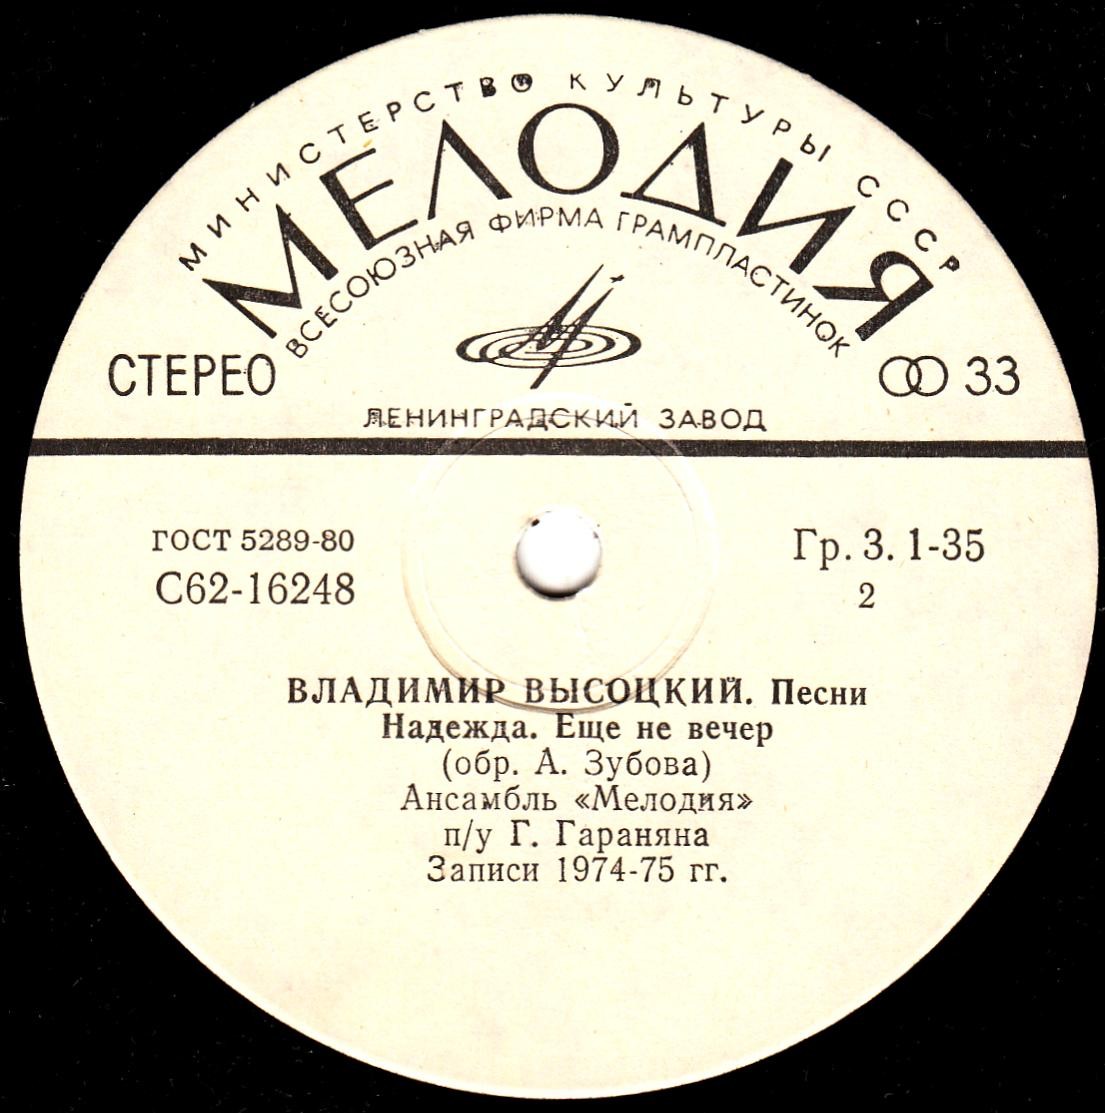 МИНИСТЕРСТВО КУЛЬТУРЫ СССР
МЕЛОДИЯ
ВСЕСОЮЗНАЯ ФИРМА ГРАМПЛАСТИНОК
СТЕРЕО
33
ЛЕНИНГРАДСКИЙ ЗАВОД
ГОСТ 5289-80
Гр. 3. 1-35
С62-16248
2
ВЛАДИМИР ВЫСОЦКИЙ. Песни
Надежда. Еще не вечер
(обр. А. Зубова)
Ансамбль «Мелодия»
п/у Г. Гараняна
Записи 1974-75 гг.